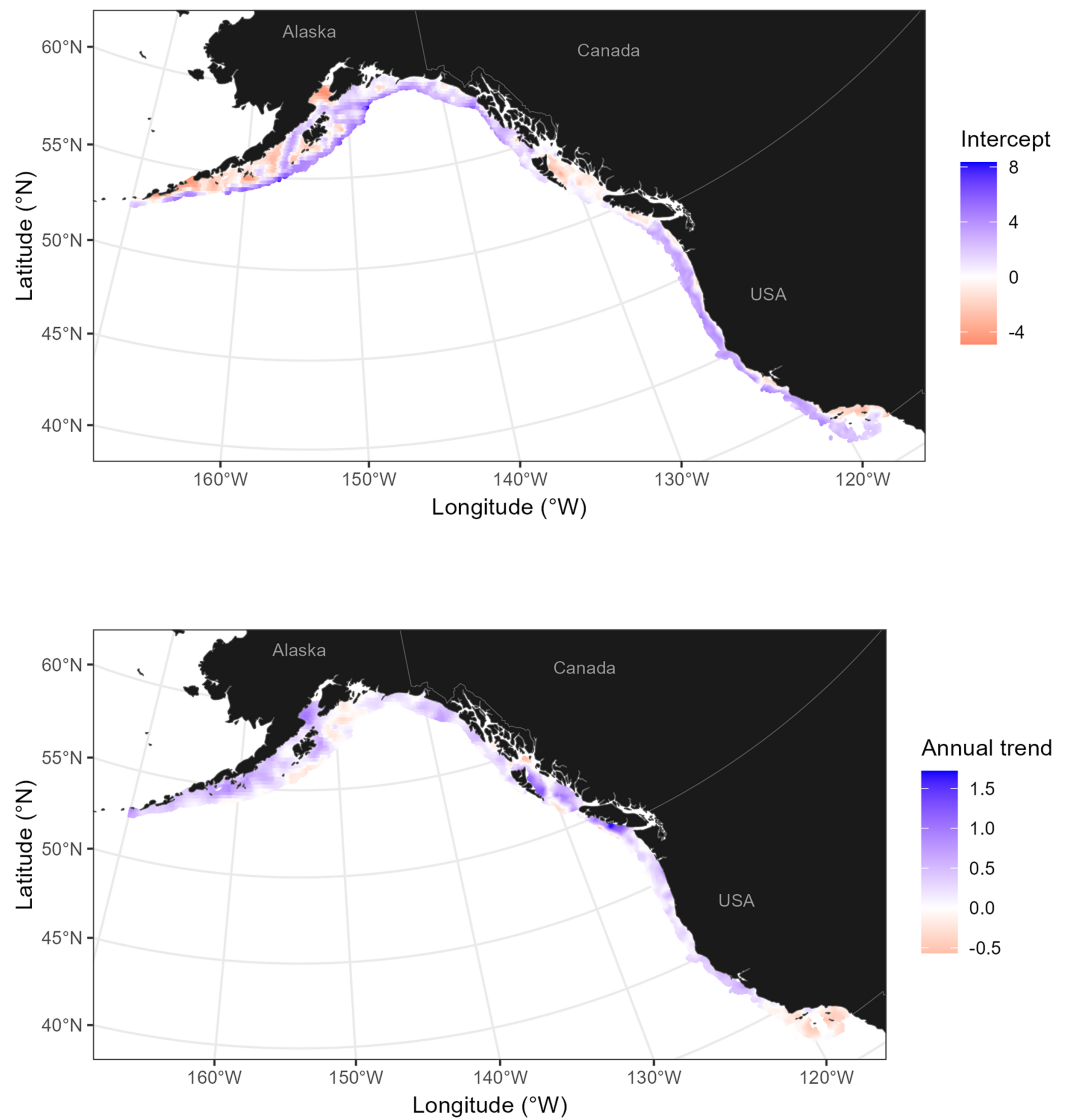 Alaska
Canada
60°N
55°N
50°N
45°N
40°N
Latitude (°N)
USA
160°W 150°W 140°W 130°W 120°W
Longitude (°W)
Intercept
8
4
0
-4
Alaska
Canada
60°N
55°N
50°N
45°N
40°N
Latitude (°N)
USA
160°W 150°W 140°W 130°W 120°W
Longitude (°W)
Annual trend
1.5
1.0
0.5
0.0
-0.5